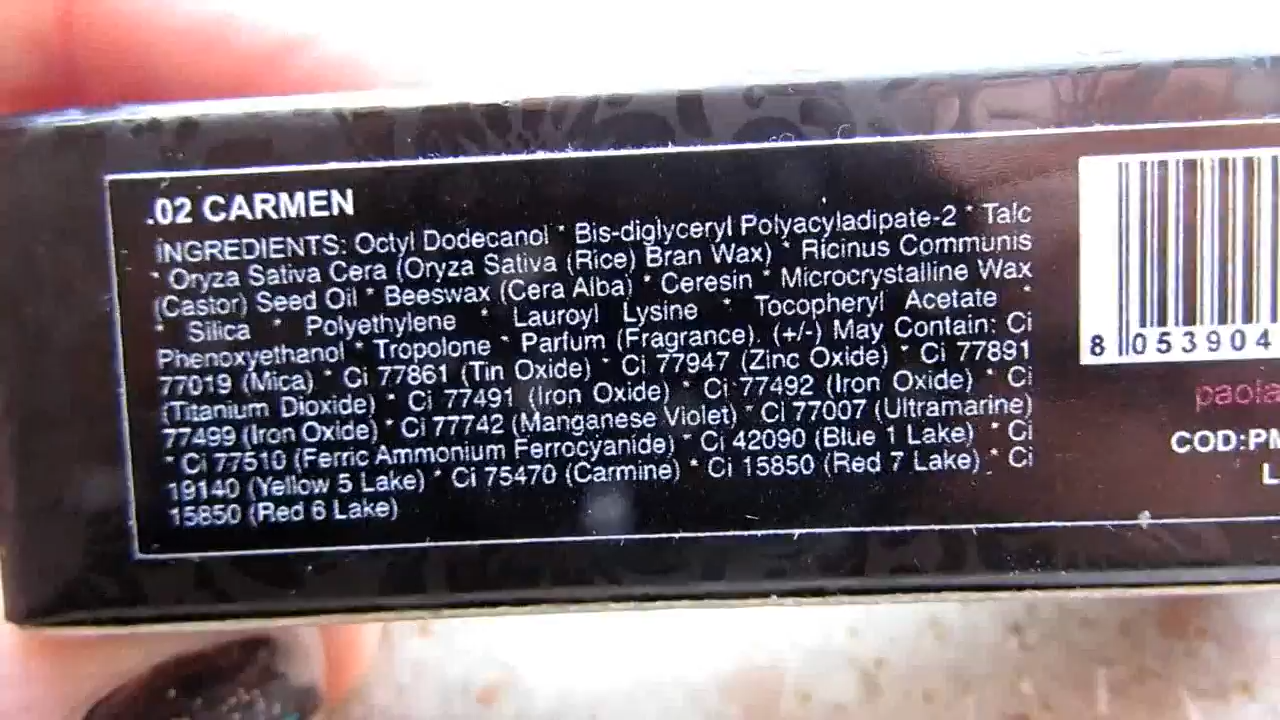 .02 CARMEN
INGREDIENTS: Octyl Dodecanol * Bis-diglyceryl Polyacyladipate-2 * Talc
* Oryza Sativa Cera (Oryza Sativa (Rice) Bran Wax) * Ricinus Communis
(Castor) Seed Oil * Beeswax (Cera Alba) * Ceresin * Microcrystalline Wax
* Silica * Polyethylene * Lauroyl Lysine * Tocopheryl Acetate *
Phenoxyethanol * Tropolone * Parfum (Fragrance). (+/-) May Contain: Ci
77019 (Mica) * Ci 77861 (Tin Oxide) * Ci 77947 (Zinc Oxide) * Ci 77891
(Titanium Dioxide) * Ci 77491 (Iron Oxide) * Ci 77492 (Iron Oxide) * Ci
77499 (Iron Oxide) * Ci 77742 (Manganese Violet) * CI 77007 (Ultramarine)
* Ci 77510 (Ferric Ammonium Ferrocyanide) * Ci 42090 (Blue 1 Lake) * Ci
19140 (Yellow 5 Lake) * Ci 75470 (Carmine) * Ci 15850 (Red 7 Lake) * Ci
15850 (Red 6 Lake)
8 053904
paola
COD:PM
L